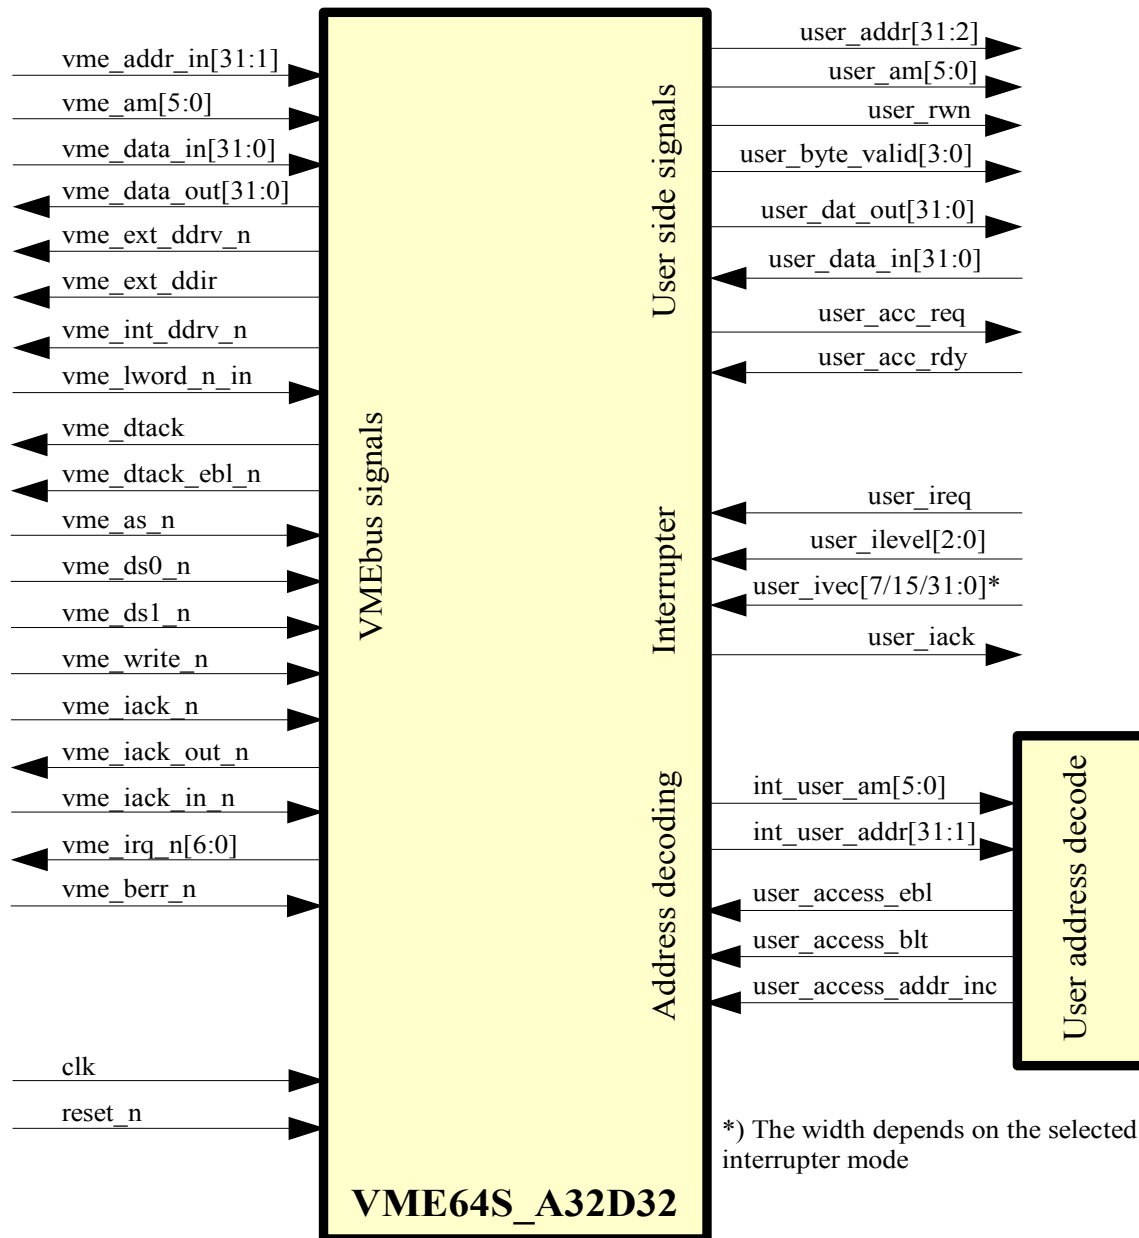 vme_addr_in[31:1]
vme_am[5:0]
vme_data_in[31:0]
vme_data_out[31:0]
vme_ext_ddrv_n
vme_ext_ddir
vme_int_ddrv_n
vme_lword_n_in
vme_dtack
vme_dtack_ebl_n
vme_as_n
vme_ds0_n
vme_ds1_n
vme_write_n
vme_iack_n
vme_iack_out_n
vme_iack_in_n
vme_irq_n[6:0]
vme_berr_n
clk
reset_n
VMEbus signals
User side signals
Interrupter
Address decoding
VME64S_A32D32
user_addr[31:2]
user_am[5:0]
user_rwn
user_byte_valid[3:0]
user_dat_out[31:0]
user_data_in[31:0]
user_acc_req
user_acc_rdy
user_ireq
user_ilevel[2:0]
user_ivec[7/15/31:0]*
user_iack
int_user_am[5:0]
int_user_addr[31:1]
user_access_ebl
user_access_blt
user_access_addr_inc
User address decode
*) The width depends on the selected
interrupter mode